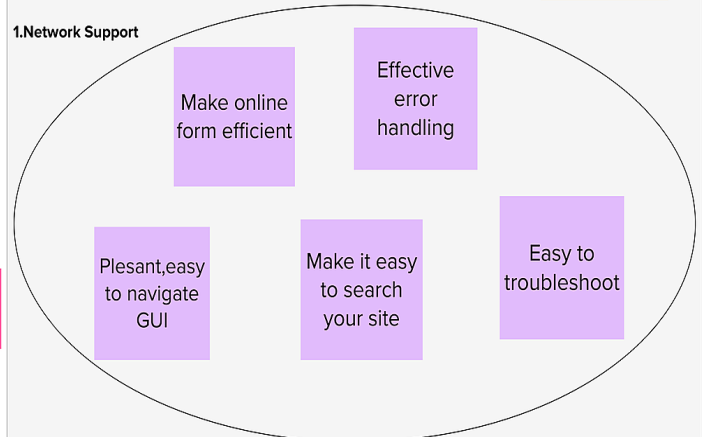 1.Network Support
Make online
form efficient
Effective
error
handling
Plesant,easy
to navigate
GUI
Make it easy
to search
your site
Easy to
troubleshoot